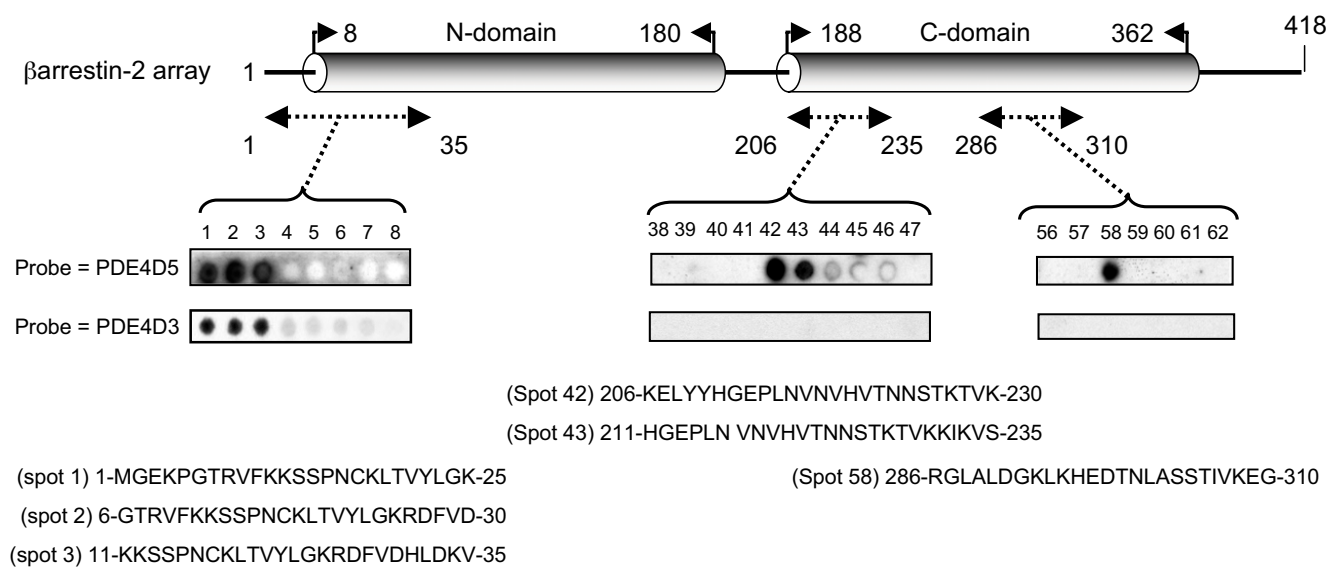 8 N-domain 180 188 C-domain 362 418
βarrestin-2 array 1
1 35 206 235 286 310
1 2 3 4 5 6 7 8
38 39 40 41 42 43 44 45 46 47
56 57 58 59 60 61 62
Probe = PDE4D5
Probe = PDE4D3
(Spot 42) 206-KELYYHGEPLNVNVHVTNNSTKTVK-230
(Spot 43) 211-HGEPLN VNVHVTNNSTKTVKKIKVS-235
(spot 1) 1-MGEKPGTRVFKKSSPNCKLTVYLGK-25
(Spot 58) 286-RGLALDGKLKHEDTNLASSTIVKEG-310
(spot 2) 6-GTRVFKKSSPNCKLTVYLGKRDFVD-30
(spot 3) 11-KKSSPNCKLTVYLGKRDFVDHLDKV-35